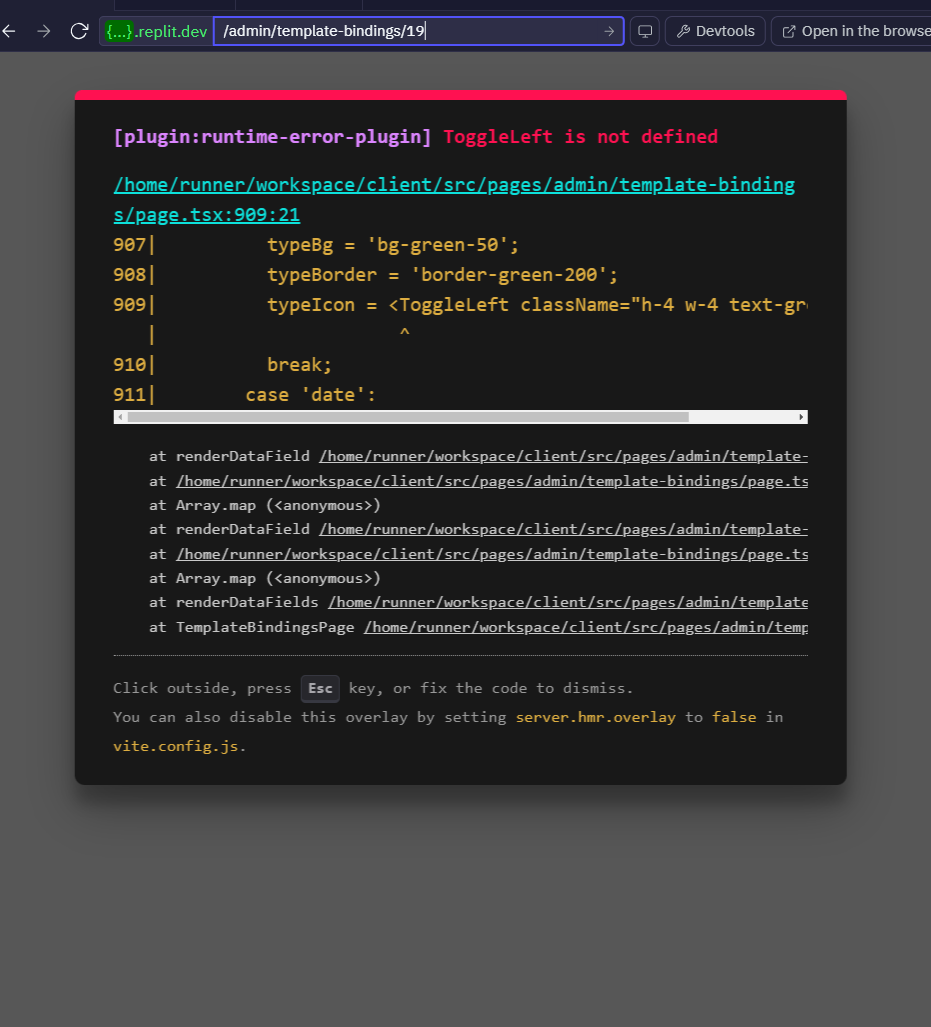 {...}.replit.dev /admin/template-bindings/19 Devtools Open in the browse
[plugin:runtime-error-plugin] ToggleLeft is not defined
/home/runner/workspace/client/src/pages/admin/template-binding
s/page.tsx:909:21
907| typeBg = 'bg-green-50';
908| typeBorder = 'border-green-200';
909| typeIcon = <ToggleLeft className="h-4 w-4 text-gr
| ^
910| break;
911| case 'date':
at renderDataField /home/runner/workspace/client/src/pages/admin/template-
at /home/runner/workspace/client/src/pages/admin/template-bindings/page.ts
at Array.map (<anonymous>)
at renderDataField /home/runner/workspace/client/src/pages/admin/template-
at /home/runner/workspace/client/src/pages/admin/template-bindings/page.ts
at Array.map (<anonymous>)
at renderDataFields /home/runner/workspace/client/src/pages/admin/template
at TemplateBindingsPage /home/runner/workspace/client/src/pages/admin/temp
Click outside, press Esc key, or fix the code to dismiss.
You can also disable this overlay by setting server.hmr.overlay to false in
vite.config.js.